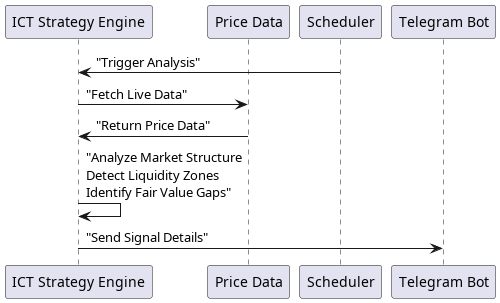 ICT Strategy Engine
Price Data
Scheduler
Telegram Bot
"Trigger Analysis"
"Fetch Live Data"
"Return Price Data"
"Analyze Market Structure
Detect Liquidity Zones
Identify Fair Value Gaps"
"Send Signal Details"
ICT Strategy Engine
Price Data
Scheduler
Telegram Bot